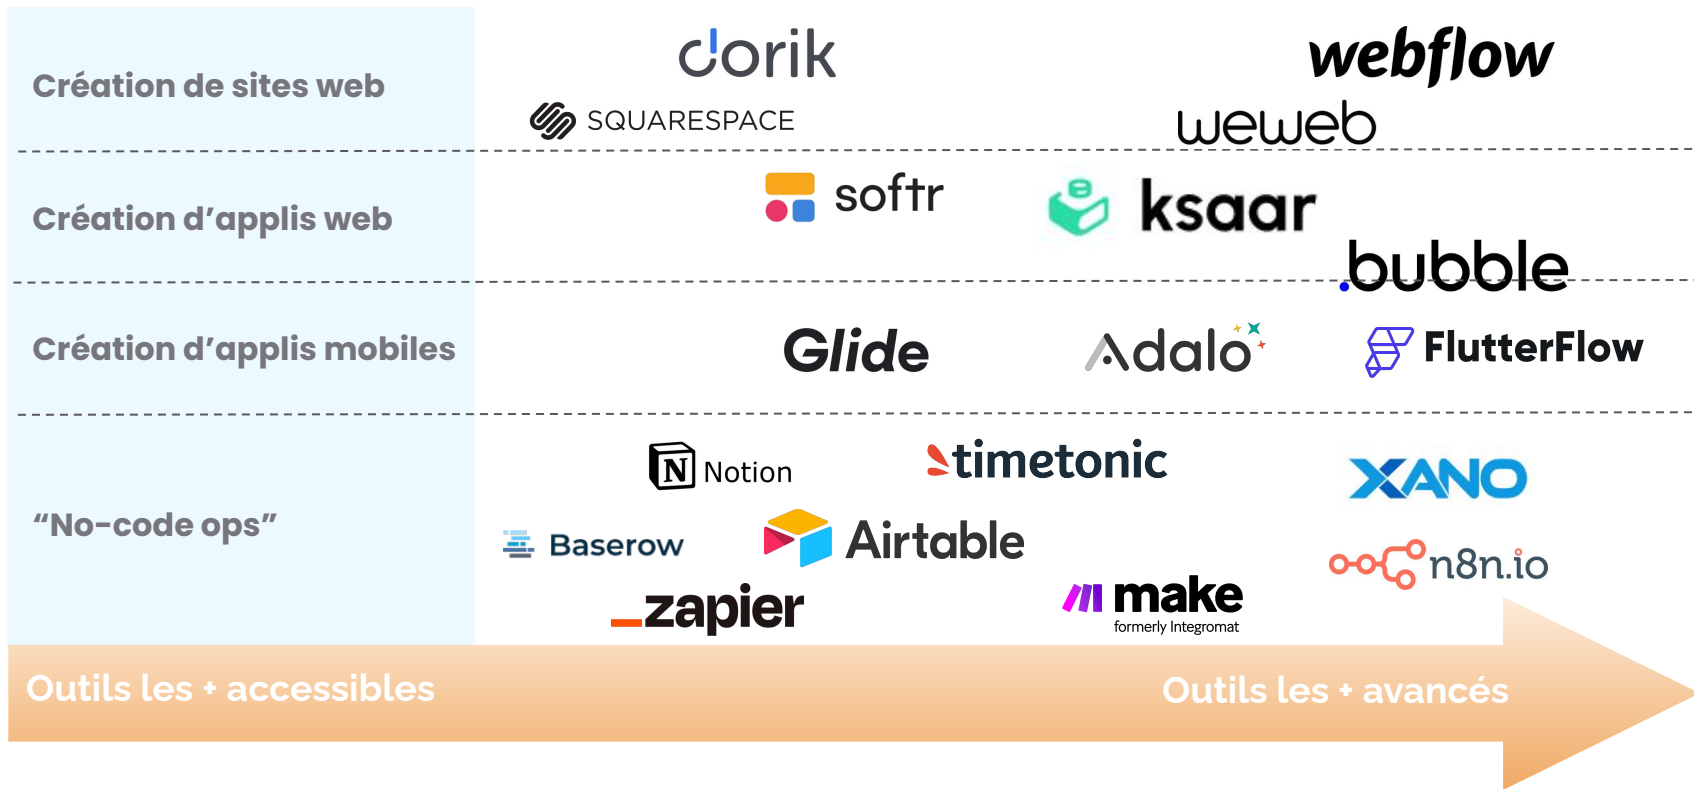 Création de sites web
dorik
webflow
SQUARESPACE
weweb
Création d’applis web
softr
ksaar
.bubble
Création d’applis mobiles
Glide
Adalo
FlutterFlow
“No-code ops”
N Notion
timetonic
XANO
Baserow
Airtable
n8n.io
_zapier
make
formerly Integromat
Outils les + accessibles
Outils les + avancés